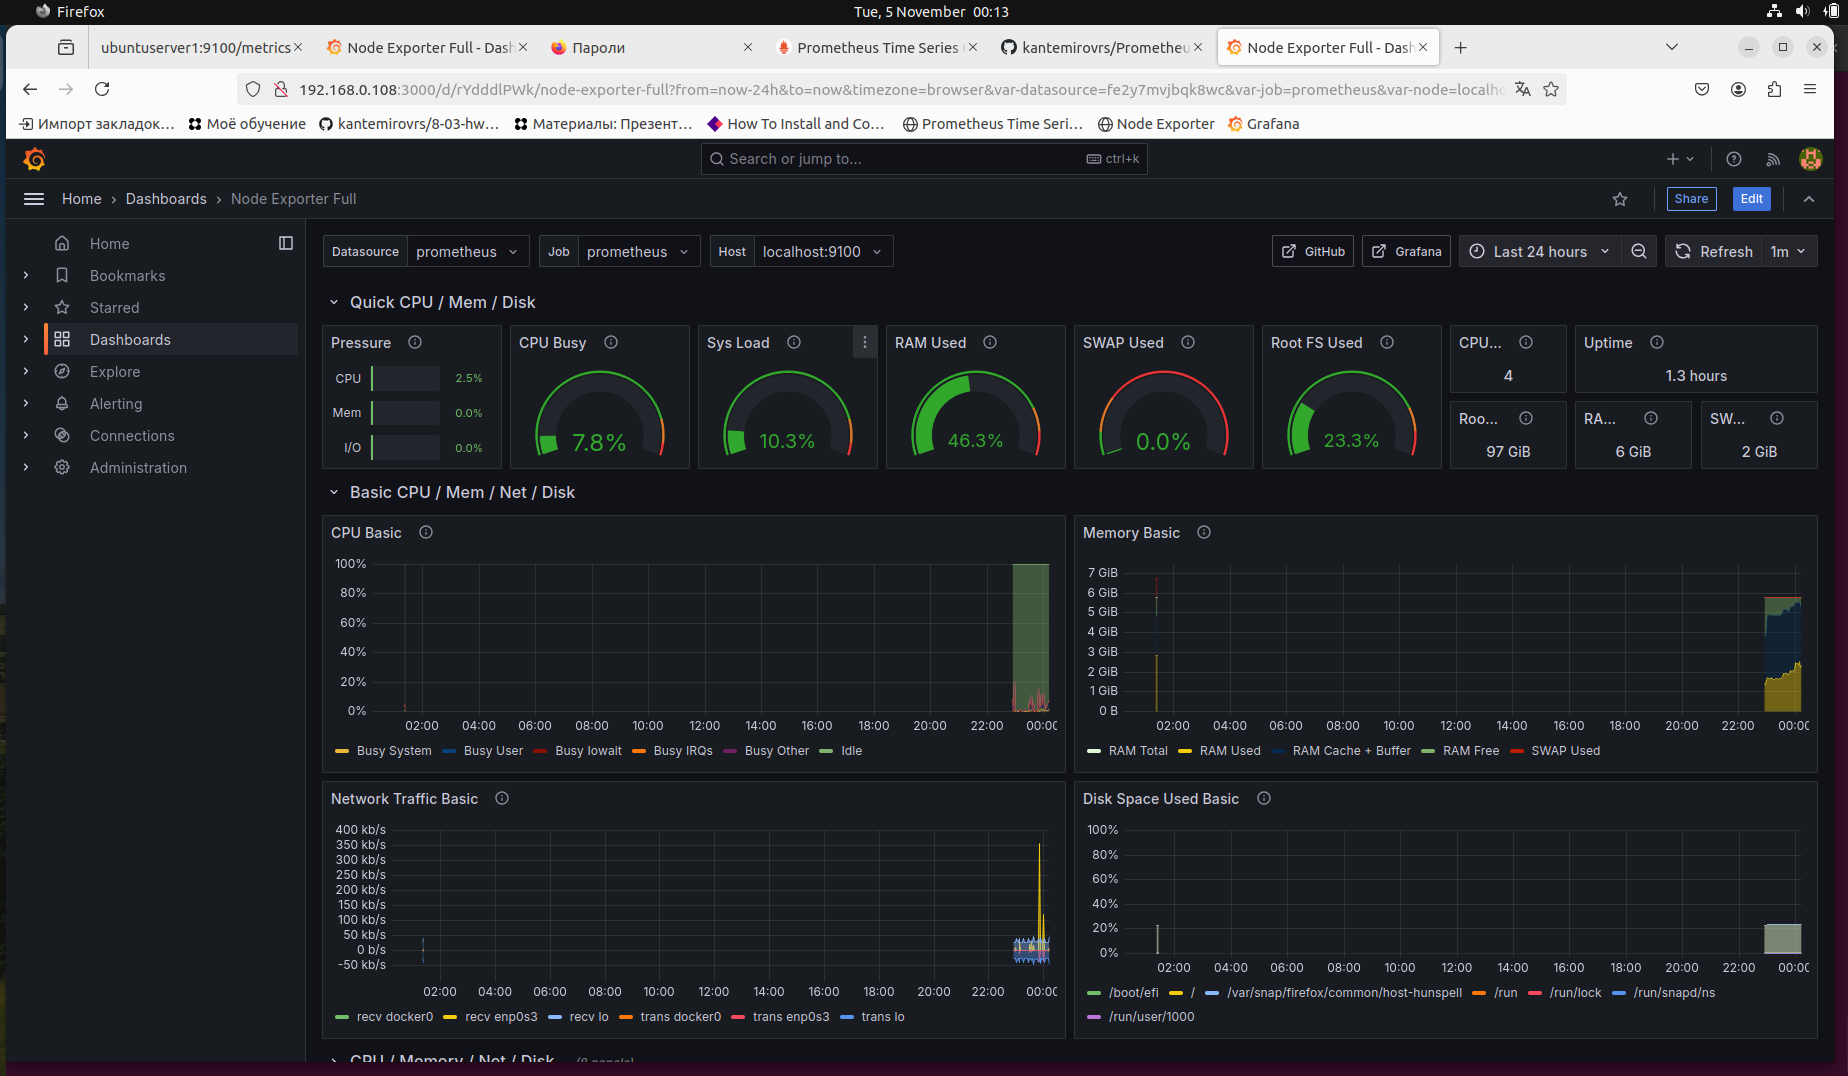 Firefox
Tue, 5 November 00:13
ubuntuserver1:9100/metrics
Node Exporter Full - Dash
Пароли
Prometheus Time Series
kantemirovrs/Prometheu
Node Exporter Full - Dash
192.168.0.108:3000/d/rYdddlPWk/node-exporter-full?from=now-24h&to=now&timezone=browser&var-datasource=fe2y7mvjbqk8wc&var-job=prometheus&var-node=localho
Импорт закладок...
Моё обучение
kantemirovrs/8-03-hw...
Материалы: Презент...
How To Install and Co...
Prometheus Time Seri...
Node Exporter
Grafana
Search or jump to...
ctrl+k
Home › Dashboards › Node Exporter Full
Share
Edit
Home
Bookmarks
Starred
Dashboards
Explore
Alerting
Connections
Administration
Datasource prometheus
Job prometheus
Host localhost:9100
GitHub
Grafana
Last 24 hours
Refresh 1m
Quick CPU / Mem / Disk
Pressure
CPU 2.5%
Mem 0.0%
I/O 0.0%
CPU Busy
7.8%
Sys Load
10.3%
RAM Used
46.3%
SWAP Used
0.0%
Root FS Used
23.3%
CPU...
4
Uptime
1.3 hours
Roo...
97 GiB
RA...
6 GiB
SW...
2 GiB
Basic CPU / Mem / Net / Disk
CPU Basic
100%
80%
60%
40%
20%
0%
02:00 04:00 06:00 08:00 10:00 12:00 14:00 16:00 18:00 20:00 22:00 00:00
Busy System Busy User Busy Iowait Busy IRQs Busy Other Idle
Memory Basic
7 GiB
6 GiB
5 GiB
4 GiB
3 GiB
2 GiB
1 GiB
0 B
02:00 04:00 06:00 08:00 10:00 12:00 14:00 16:00 18:00 20:00 22:00 00:00
RAM Total RAM Used RAM Cache + Buffer RAM Free SWAP Used
Network Traffic Basic
400 kb/s
350 kb/s
300 kb/s
250 kb/s
200 kb/s
150 kb/s
100 kb/s
50 kb/s
0 b/s
-50 kb/s
02:00 04:00 06:00 08:00 10:00 12:00 14:00 16:00 18:00 20:00 22:00 00:00
recv docker0 recv enp0s3 recv lo trans docker0 trans enp0s3 trans lo
Disk Space Used Basic
100%
80%
60%
40%
20%
0%
02:00 04:00 06:00 08:00 10:00 12:00 14:00 16:00 18:00 20:00 22:00 00:00
/boot/efi / /var/snap/firefox/common/host-hunspell /run /run/lock /run/snapd/ns
/run/user/1000
CPU / Memory / Net / Disk